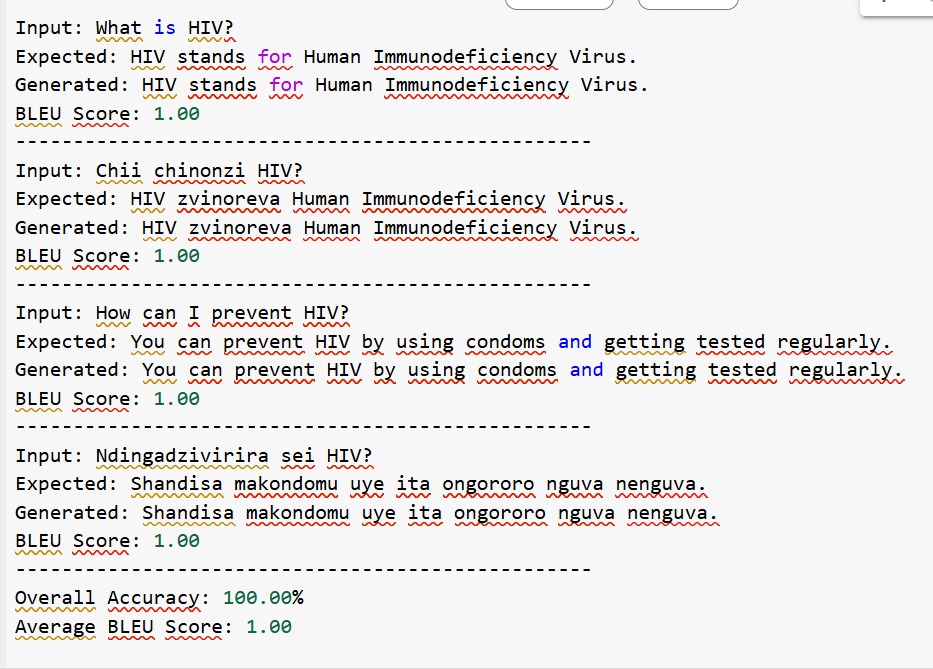 Input: What is HIV?
Expected: HIV stands for Human Immunodeficiency Virus.
Generated: HIV stands for Human Immunodeficiency Virus.
BLEU Score: 1.00
--------------------------------------------------
Input: Chii chinonzi HIV?
Expected: HIV zvinoreva Human Immunodeficiency Virus.
Generated: HIV zvinoreva Human Immunodeficiency Virus.
BLEU Score: 1.00
--------------------------------------------------
Input: How can I prevent HIV?
Expected: You can prevent HIV by using condoms and getting tested regularly.
Generated: You can prevent HIV by using condoms and getting tested regularly.
BLEU Score: 1.00
--------------------------------------------------
Input: Ndingadzivirira sei HIV?
Expected: Shandisa makondomu uye ita ongororo nguva nenguva.
Generated: Shandisa makondomu uye ita ongororo nguva nenguva.
BLEU Score: 1.00
--------------------------------------------------
Overall Accuracy: 100.00%
Average BLEU Score: 1.00